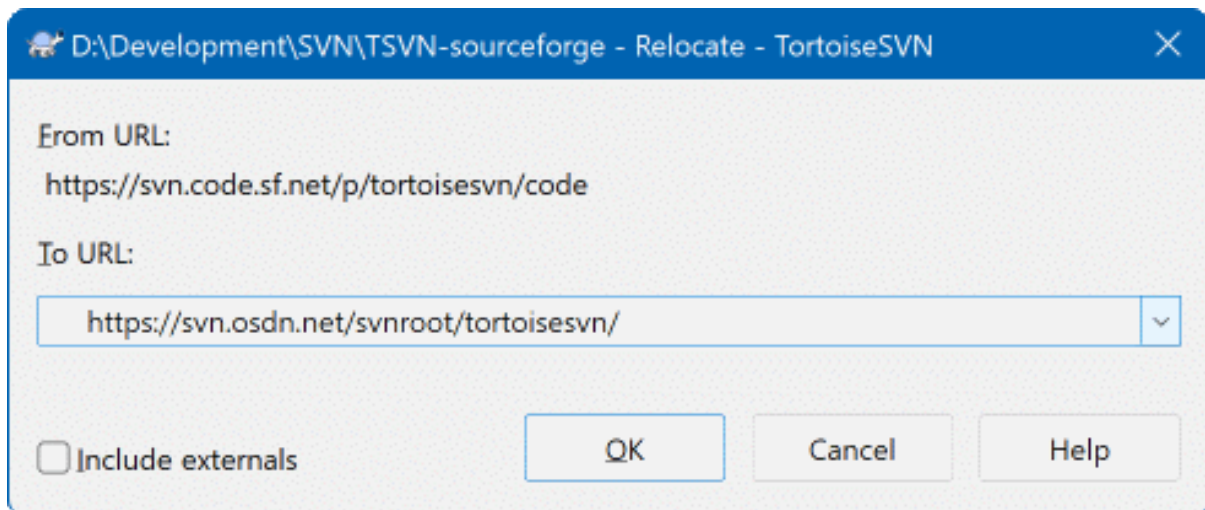 D:\Development\SVN\TSVN-sourceforge - Relocate - TortoiseSVN
From URL:
https://svn.code.sf.net/p/tortoisesvn/code
To URL:
https://svn.osdn.net/svnroot/tortoisesvn/
Include externals
OK
Cancel
Help